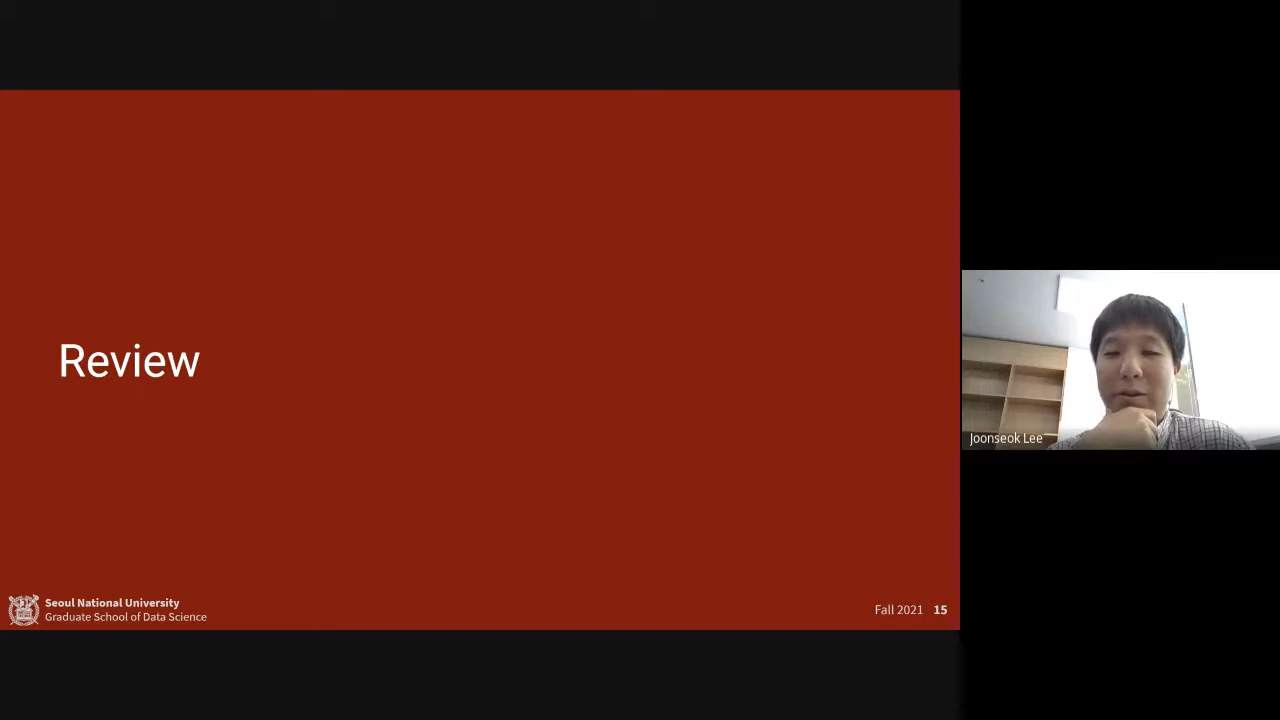 Review
Joonseok Lee
Seoul National University
Graduate School of Data Science
Fall 2021 15